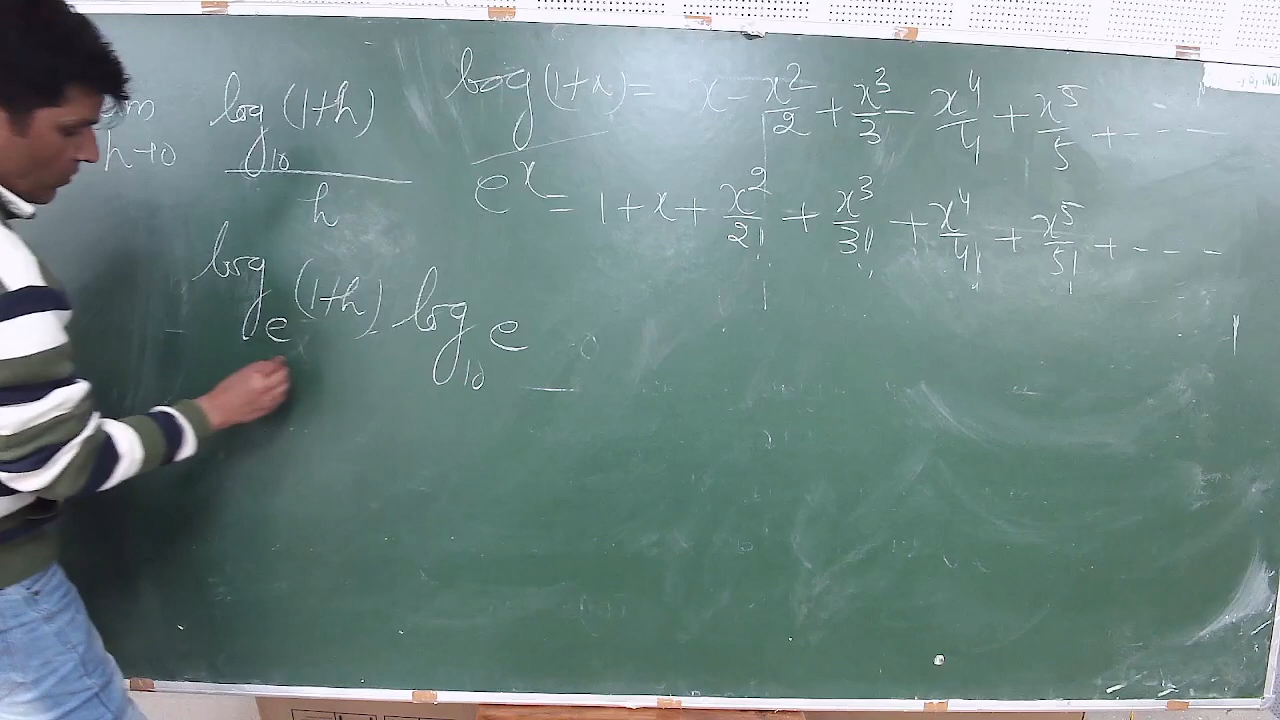 lim h→0 log₁₀(1+h) / h
log(1+x) = x - x²/2 + x³/3 - x⁴/4 + x⁵/5 + - - -
eˣ = 1 + x + x²/2! + x³/3! + x⁴/4! + x⁵/5! + - - -
logₑ(1+h) log₁₀e